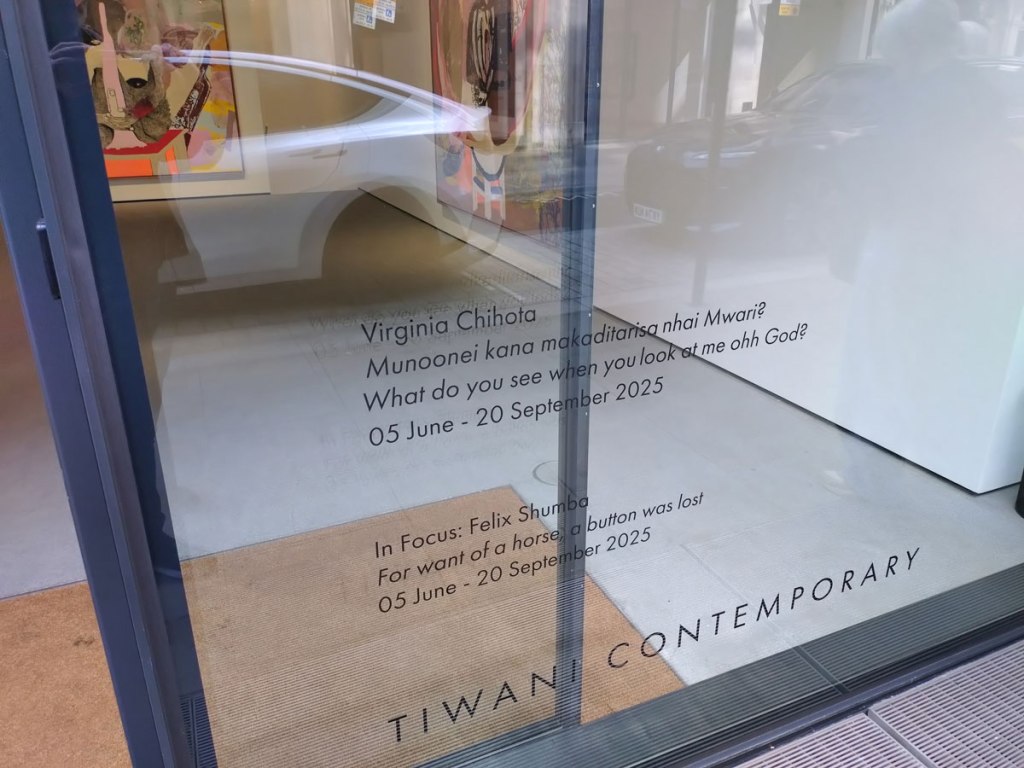 Virginia Chihota
Munoonei kana makaditarisa nhai Mwari?
What do you see when you look at me ohh God?
05 June - 20 September 2025
In Focus: Felix Shumba
For want of a horse, a button was lost
05 June - 20 September 2025
TIWANI CONTEMPORARY